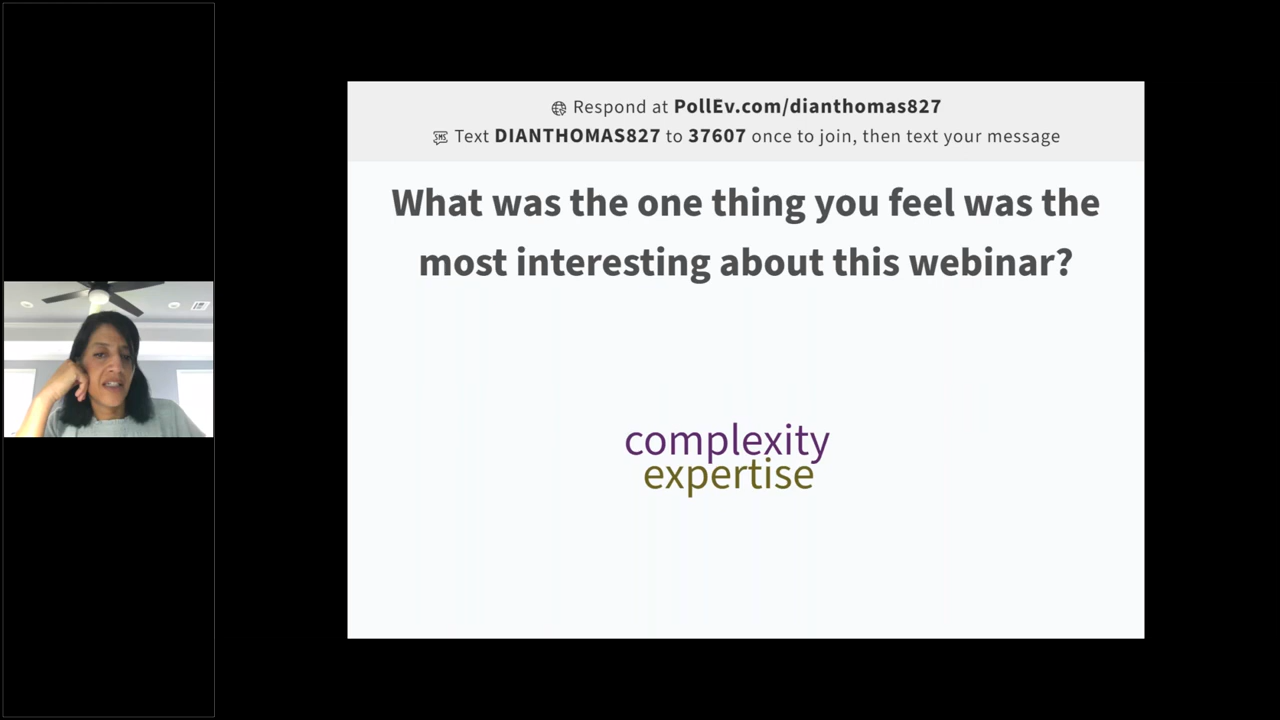 Respond at PollEv.com/dianthomas827
Text DIANTHOMAS827 to 37607 once to join, then text your message
What was the one thing you feel was the
most interesting about this webinar?
complexity
expertise